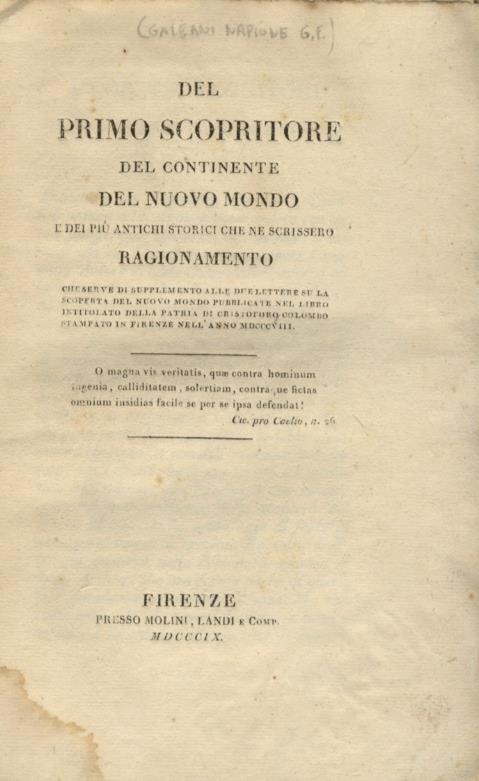 (GALEANI NAPIONE G.F.)
DEL
PRIMO SCOPRITORE
DEL CONTINENTE
DEL NUOVO MONDO
E DEI PIÙ ANTICHI STORICI CHE NE SCRISSERO
RAGIONAMENTO
CHE SERVE DI SUPPLEMENTO ALLE DUE LETTERE SU LA
SCOPERTA DEL NUOVO MONDO PUBBLICATE NEL LIBRO
INTITOLATO DELLA PATRIA DI CRISTOFORO COLOMBO
STAMPATO IN FIRENZE NELL'ANNO MDCCCVIII.
O magna vis veritatis, quæ contra hominum
ingenia, calliditatem, solertiam, contraque fictas
omnium insidias facile se per se ipsa defendat!
Cic. pro Caelio, n. 26
FIRENZE
PRESSO MOLINI, LANDI E COMP.
MDCCCIX.